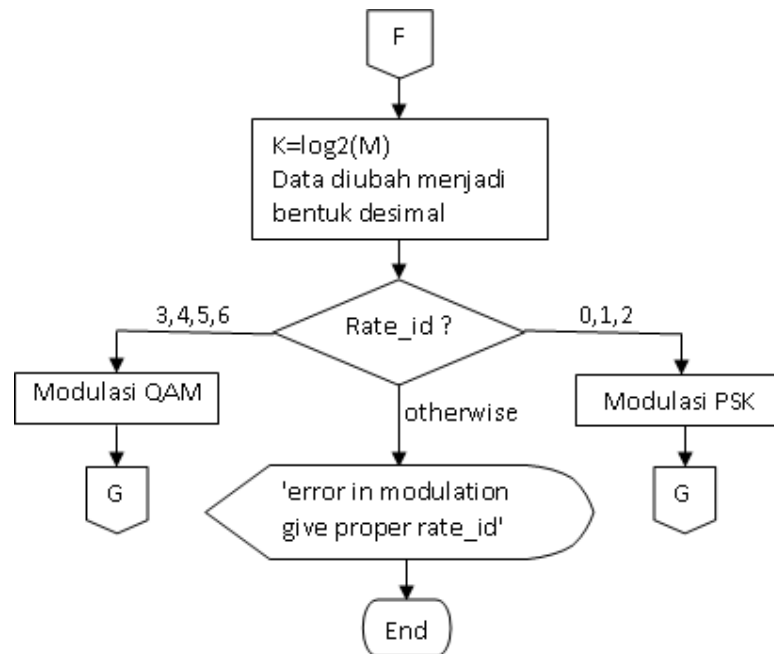 F
K=log2(M)
Data diubah menjadi
bentuk desimal
3,4,5,6
Rate_id ?
0,1,2
Modulasi QAM
otherwise
Modulasi PSK
G
'error in modulation
give proper rate_id'
G
End